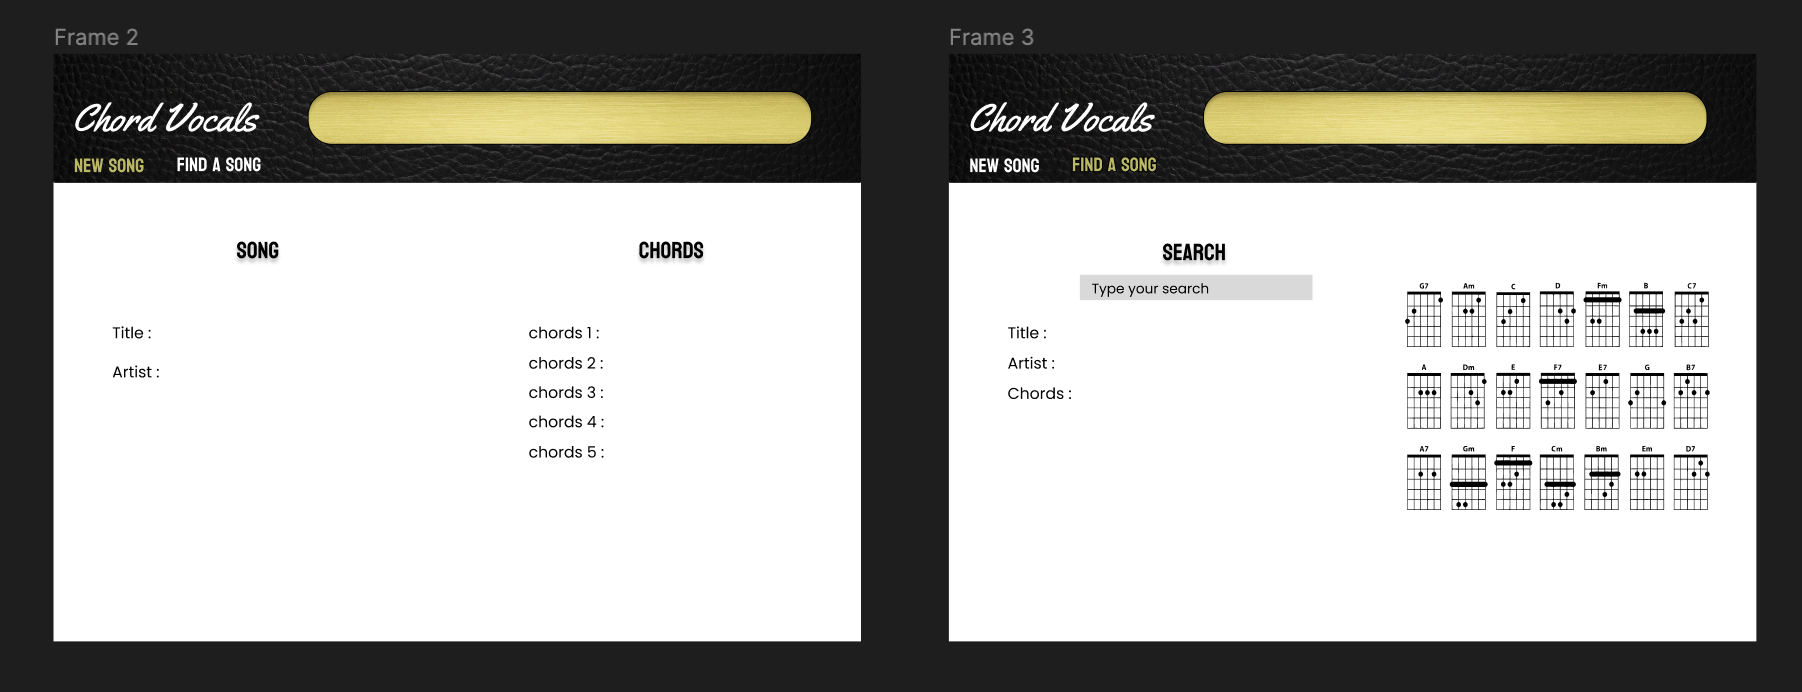 Frame 2
Chord Vocals
NEW SONG FIND A SONG
SONG
Title :
Artist :
CHORDS
chords 1 :
chords 2 :
chords 3 :
chords 4 :
chords 5 :
Frame 3
Chord Vocals
NEW SONG FIND A SONG
SEARCH
Type your search
Title :
Artist :
Chords :
G7 Am C D Fm B C7
A Dm E F7 E7 G B7
A7 Gm F Cm Bm Em D7